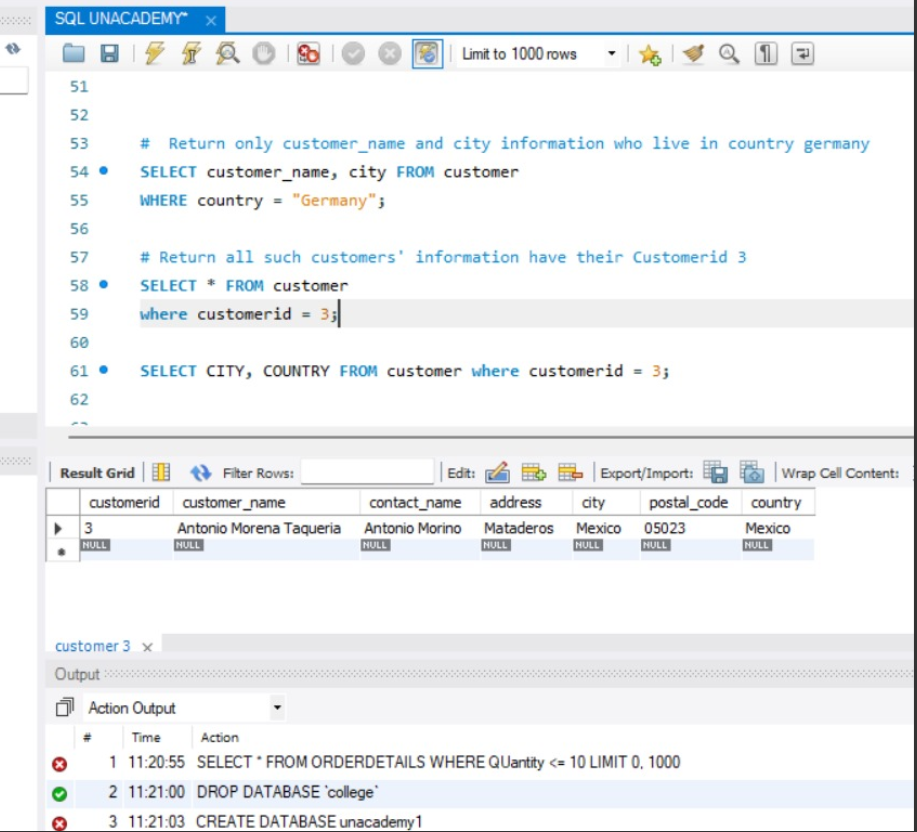 SQL UNACADEMY*
Limit to 1000 rows
51
52
53 # Return only customer_name and city information who live in country germany
54 SELECT customer_name, city FROM customer
55 WHERE country = "Germany";
56
57 # Return all such customers' information have their Customerid 3
58 SELECT * FROM customer
59 where customerid = 3;
60
61 SELECT CITY, COUNTRY FROM customer where customerid = 3;
62
Result Grid Filter Rows: Edit: Export/Import: Wrap Cell Content:
customerid customer_name contact_name address city postal_code country
3 Antonio Morena Taqueria Antonio Morino Mataderos Mexico 05023 Mexico
NULL NULL NULL NULL NULL NULL NULL
customer 3
Output
Action Output
# Time Action
1 11:20:55 SELECT * FROM ORDERDETAILS WHERE QUantity <= 10 LIMIT 0, 1000
2 11:21:00 DROP DATABASE `college`
3 11:21:03 CREATE DATABASE unacademy1